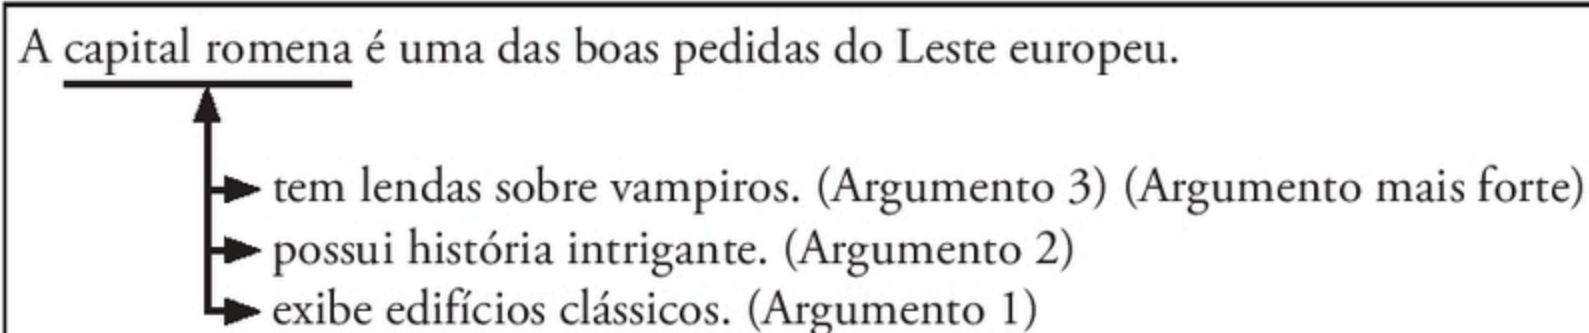 A capital romena é uma das boas pedidas do Leste europeu.
tem lendas sobre vampiros. (Argumento 3) (Argumento mais forte)
possui história intrigante. (Argumento 2)
exibe edifícios clássicos. (Argumento 1)